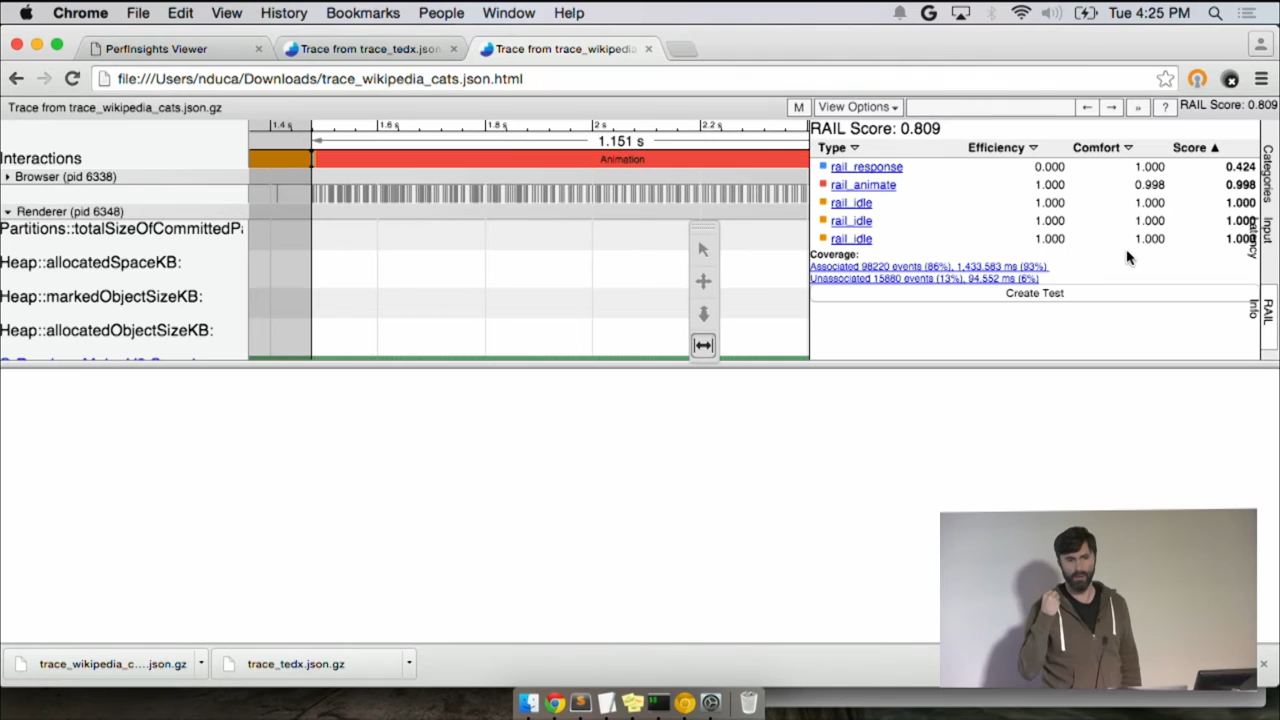 Chrome File Edit View History Bookmarks People Window Help Tue 4:25 PM
PerfInsights Viewer Trace from trace_tedx.json Trace from trace_wikipedia
file:///Users/nduca/Downloads/trace_wikipedia_cats.json.html
Trace from trace_wikipedia_cats.json.gz M View Options ← → » ? RAIL Score: 0.809
1.4 s 1.6 s 1.8 s 2 s 2.2 s
RAIL Score: 0.809
1.151 s
Type Efficiency Comfort Score
Interactions Animation
rail_response 0.000 1.000 0.424
Browser (pid 6338)
rail_animate 1.000 0.998 0.998
rail_idle 1.000 1.000 1.000
Renderer (pid 6348)
rail_idle 1.000 1.000 1.000
Partitions::totalSizeOfCommittedPa
rail_idle 1.000 1.000 1.000
Coverage:
Heap::allocatedSpaceKB:
Associated 98220 events (86%), 1,433.583 ms (93%)
Unassociated 15880 events (13%), 94.552 ms (6%)
Heap::markedObjectSizeKB:
Create Test
Heap::allocatedObjectSizeKB:
Categories
Input
RAIL
Info
trace_wikipedia_c....json.gz trace_tedx.json.gz